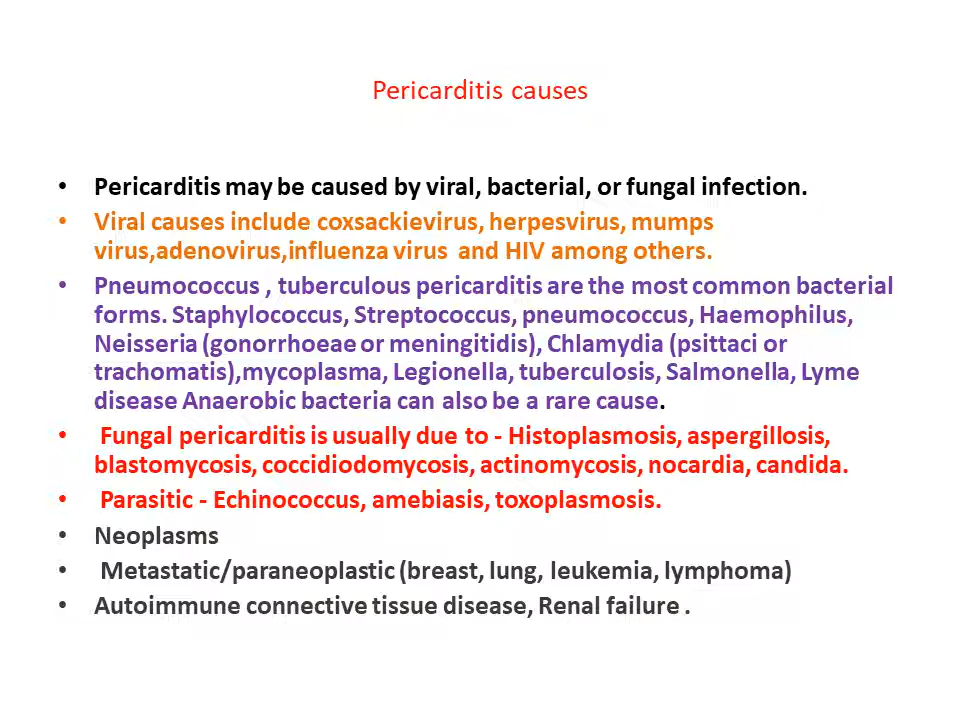 Pericarditis causes
• Pericarditis may be caused by viral, bacterial, or fungal infection.
• Viral causes include coxsackievirus, herpesvirus, mumps
virus,adenovirus,influenza virus and HIV among others.
• Pneumococcus , tuberculous pericarditis are the most common bacterial
forms. Staphylococcus, Streptococcus, pneumococcus, Haemophilus,
Neisseria (gonorrhoeae or meningitidis), Chlamydia (psittaci or
trachomatis),mycoplasma, Legionella, tuberculosis, Salmonella, Lyme
disease Anaerobic bacteria can also be a rare cause.
• Fungal pericarditis is usually due to - Histoplasmosis, aspergillosis,
blastomycosis, coccidiodomycosis, actinomycosis, nocardia, candida.
• Parasitic - Echinococcus, amebiasis, toxoplasmosis.
• Neoplasms
• Metastatic/paraneoplastic (breast, lung, leukemia, lymphoma)
• Autoimmune connective tissue disease, Renal failure .